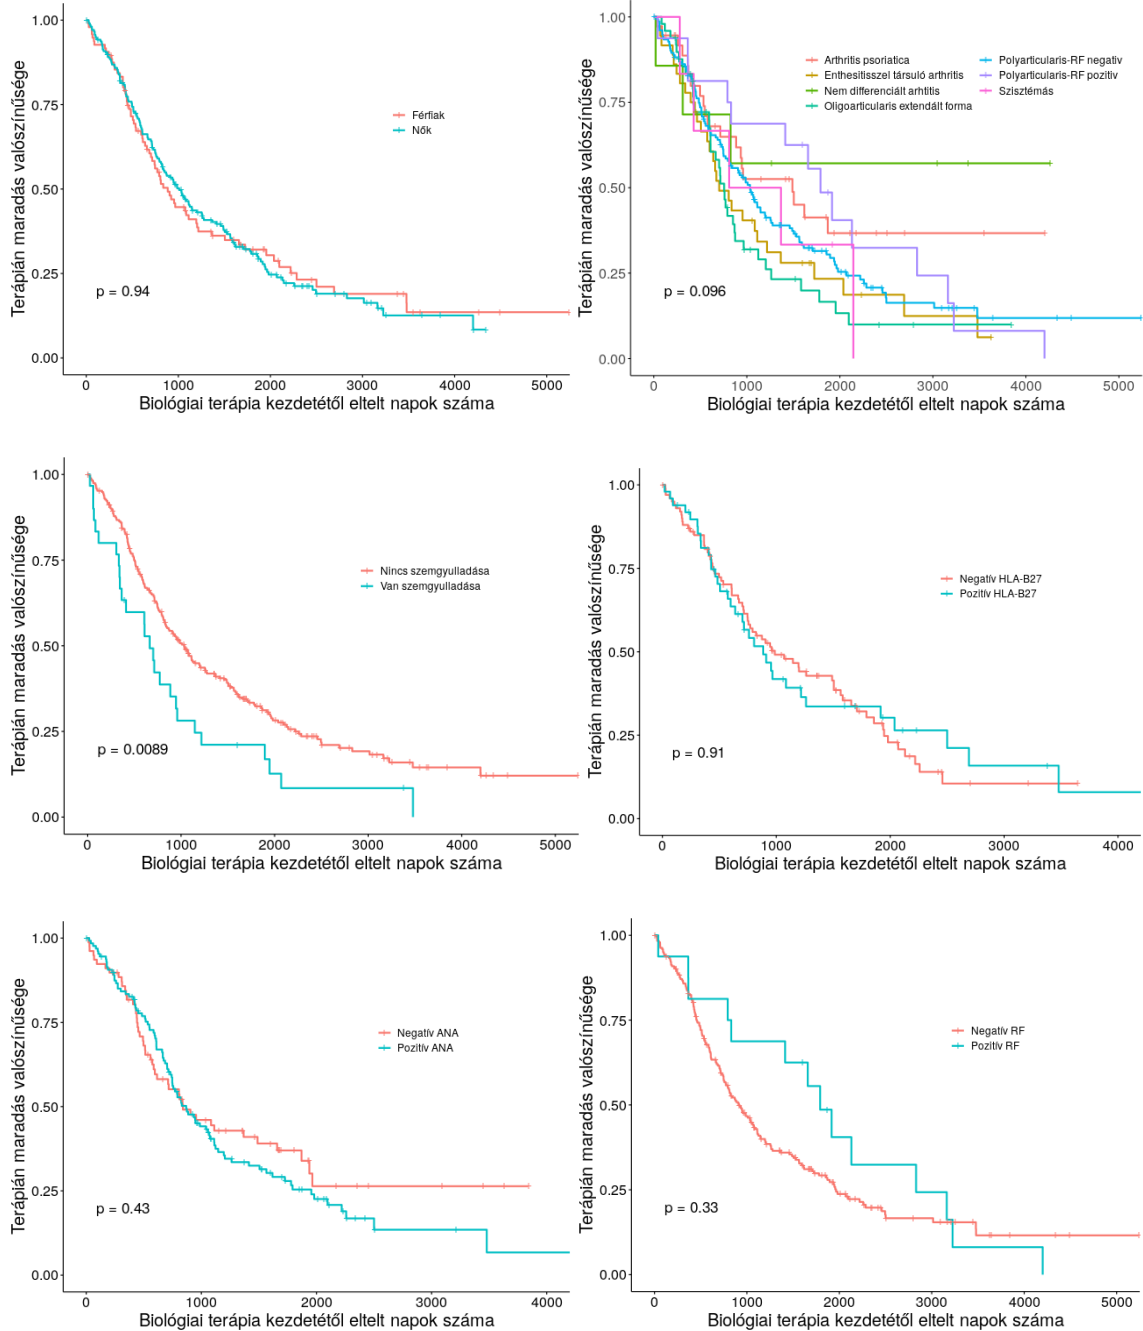 Terápián maradás valószínűsége
1.00
0.75
0.50
0.25
0.00
Férfiak
Nők
p = 0.94
0
1000
2000
3000
4000
5000
Biológiai terápia kezdetétől eltelt napok száma
Terápián maradás valószínűsége
1.00
0.75
0.50
0.25
0.00
Arthritis psoriatica
Enthesitisszel társuló arthritis
Nem differenciált arhtitis
Oligoarticularis extendált forma
Polyarticularis-RF negativ
Polyarticularis-RF pozitiv
Szisztémás
p = 0.096
0
1000
2000
3000
4000
5000
Biológiai terápia kezdetétől eltelt napok száma
Terápián maradás valószínűsége
1.00
0.75
0.50
0.25
0.00
Nincs szemgyulladása
Van szemgyulladása
p = 0.0089
0
1000
2000
3000
4000
5000
Biológiai terápia kezdetétől eltelt napok száma
Terápián maradás valószínűsége
1.00
0.75
0.50
0.25
0.00
Negatív HLA-B27
Pozitív HLA-B27
p = 0.91
0
1000
2000
3000
4000
Biológiai terápia kezdetétől eltelt napok száma
Terápián maradás valószínűsége
1.00
0.75
0.50
0.25
0.00
Negatív ANA
Pozitív ANA
p = 0.43
0
1000
2000
3000
4000
Biológiai terápia kezdetétől eltelt napok száma
Terápián maradás valószínűsége
1.00
0.75
0.50
0.25
0.00
Negatív RF
Pozitív RF
p = 0.33
0
1000
2000
3000
4000
5000
Biológiai terápia kezdetétől eltelt napok száma